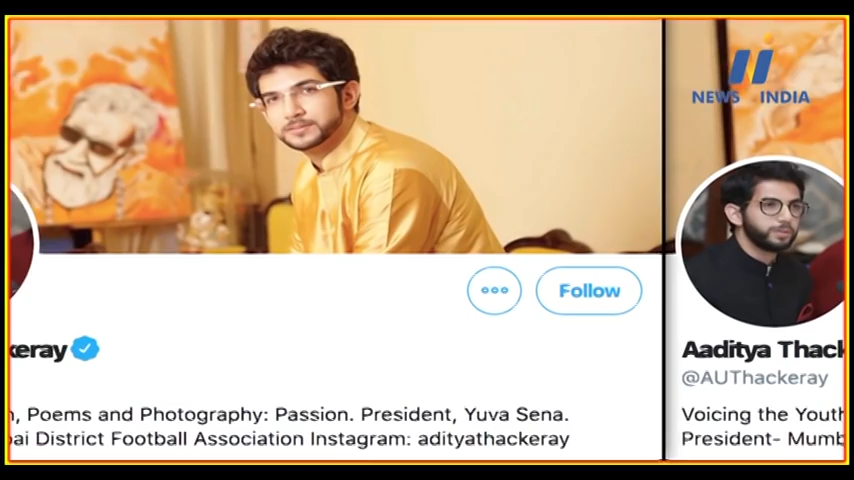 NEWS INDIA
Follow
keray
Aaditya Thack
@AUThackeray
n, Poems and Photography: Passion. President, Yuva Sena.
bai District Football Association Instagram: adityathackeray
Voicing the Youth
President- Mumb